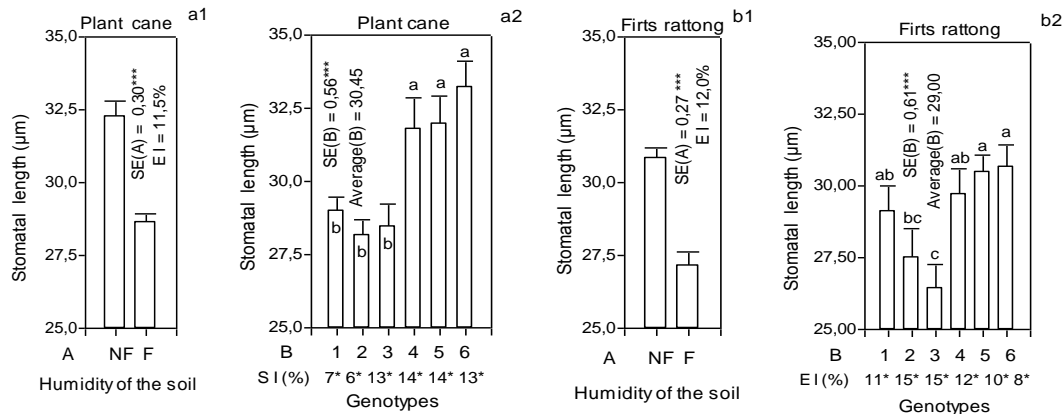 a1
Plant cane
35,0
32,5
30,0
27,5
25,0
Stomatal length (µm)
SE(A) = 0,30***
E I = 11,5%
A NF F
Humidity of the soil
a2
Plant cane
35,0
32,5
30,0
27,5
25,0
Stomatal length (µm)
SE(B) = 0,56***
Average(B) = 30,45
b b b a a a
B 1 2 3 4 5 6
S I (%) 7* 6* 13* 14* 14* 13*
Genotypes
b1
Firts rattong
35,0
32,5
30,0
27,5
25,0
Stomatal length (µm)
SE(A) = 0,27 ***
E I = 12,0%
A NF F
Humidity of the soil
b2
Firts rattong
35,00
32,50
30,00
27,50
25,00
Stomatal length (µm)
SE(B) = 0,61***
Average(B) = 29,00
ab bc c ab a a
B 1 2 3 4 5 6
E I (%) 11* 15* 15* 12* 10* 8*
Genotypes